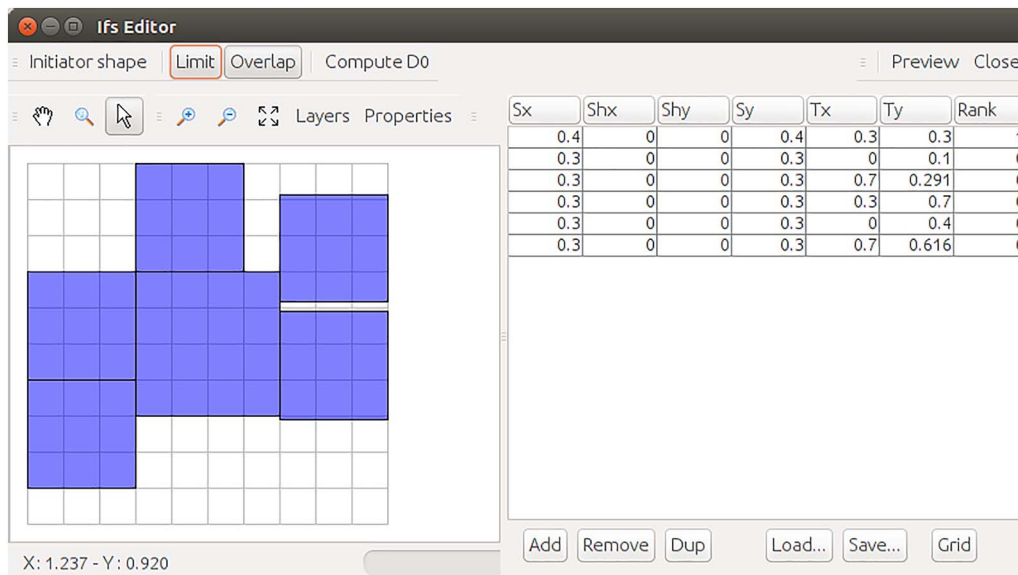 Ifs Editor
Initiator shape Limit Overlap Compute D0 Preview Close
Layers Properties
Sx Shx Shy Sy Tx Ty Rank
0.4 0 0 0.4 0.3 0.3
0.3 0 0 0.3 0 0.1
0.3 0 0 0.3 0.7 0.291
0.3 0 0 0.3 0.3 0.7
0.3 0 0 0.3 0 0.4
0.3 0 0 0.3 0.7 0.616
Add Remove Dup Load... Save... Grid
X: 1.237 - Y: 0.920